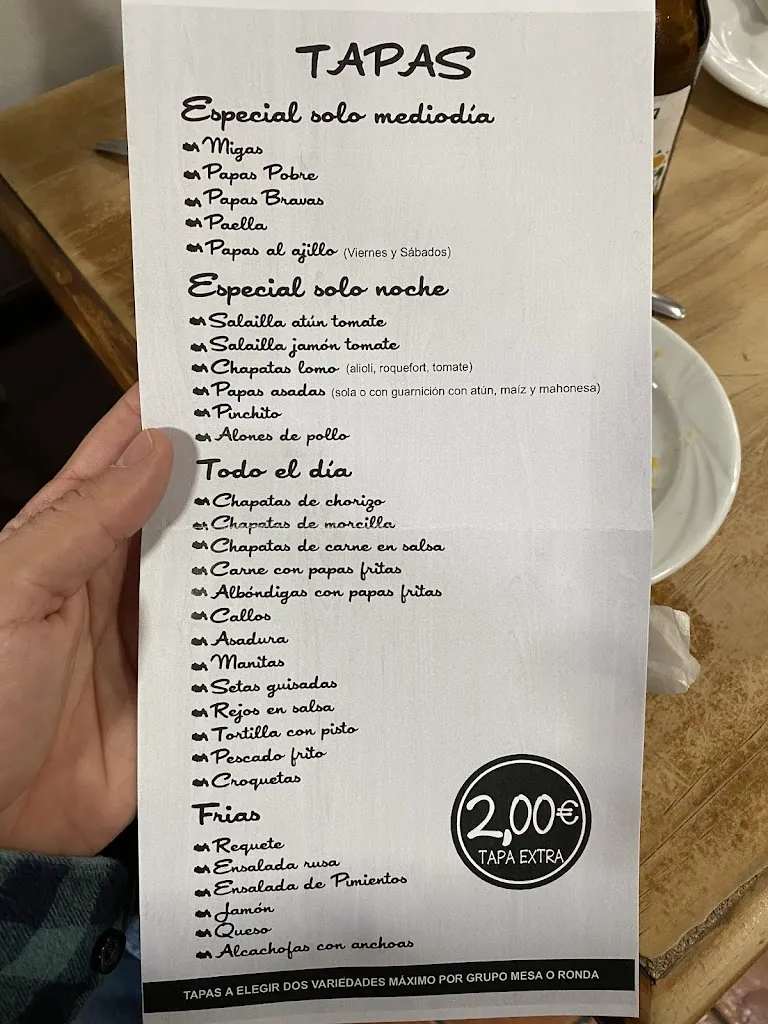 TAPAS
Especial solo mediodía
Migas
Papas Pobre
Papas Bravas
Paella
Papas al ajillo (Viernes y Sábados)
Especial solo noche
Salailla atún tomate
Salailla jamón tomate
Chapatas lomo (alioli, roquefort, tomate)
Papas asadas (sola o con guarnición con atún, maíz y mahonesa)
Pinchito
Alones de pollo
Todo el día
Chapatas de chorizo
Chapatas de morcilla
Chapatas de carne en salsa
Carne con papas fritas
Albóndigas con papas fritas
Callos
Asadura
Manitas
Setas guisadas
Rejos en salsa
Tortilla con pisto
Pescado frito
Croquetas
Frias
Requete
Ensalada rusa
Ensalada de Pimientos
Jamón
Queso
Alcachofas con anchoas
2,00€
TAPA EXTRA
TAPAS A ELEGIR DOS VARIEDADES MÁXIMO POR GRUPO MESA O RONDA